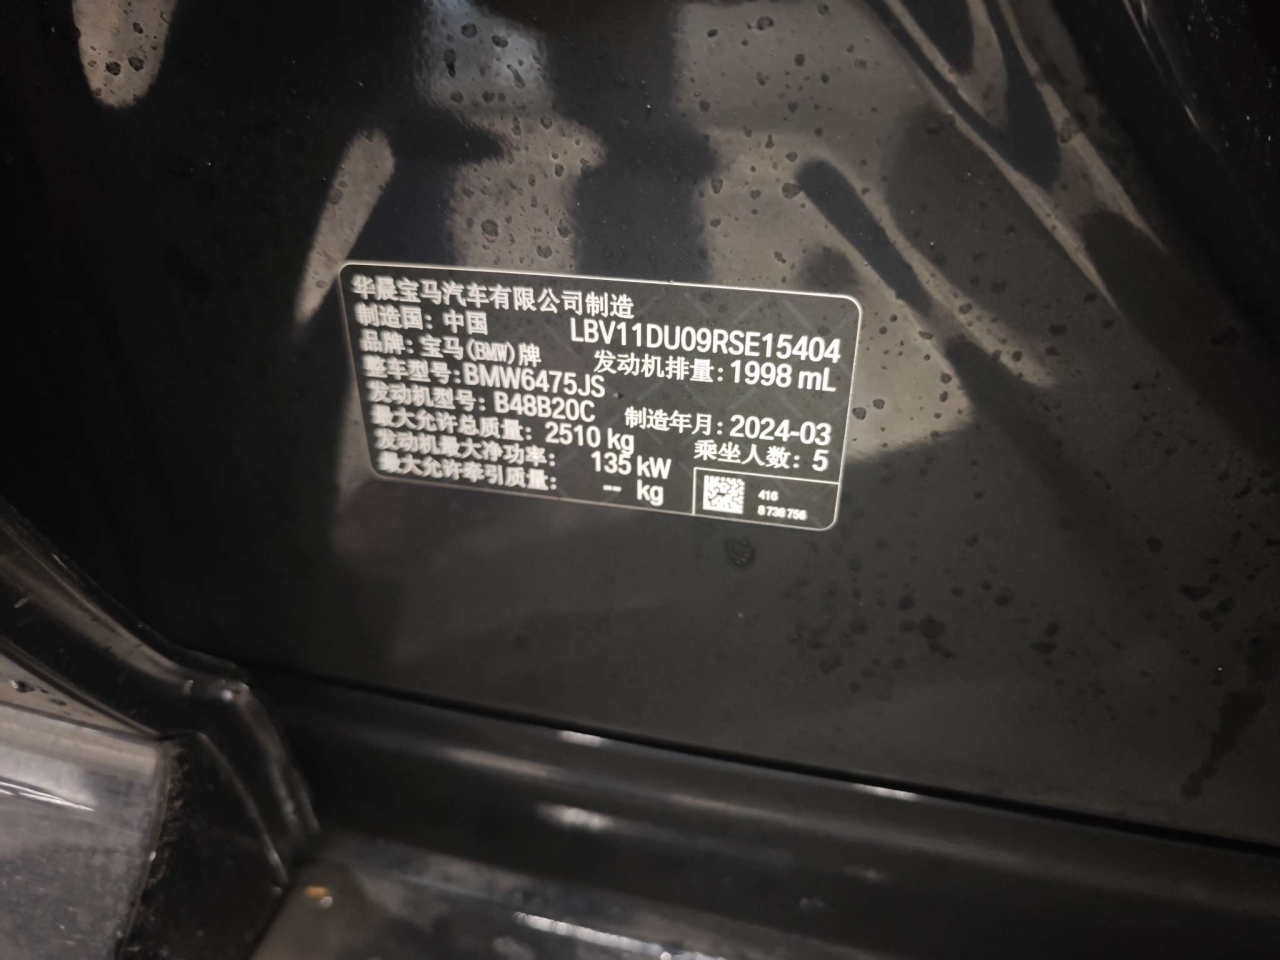 华晨宝马汽车有限公司制造
制造国：中国 LBV11DU09RSE15404
品牌：宝马(BMW)牌 发动机排量：1998 mL
整车型号：BMW6475JS
发动机型号：B48B20C 制造年月：2024-03
最大允许总质量：2510 kg 乘坐人数：5
发动机最大净功率：135 kW
最大允许牵引质量：-- kg
416
8 736 756